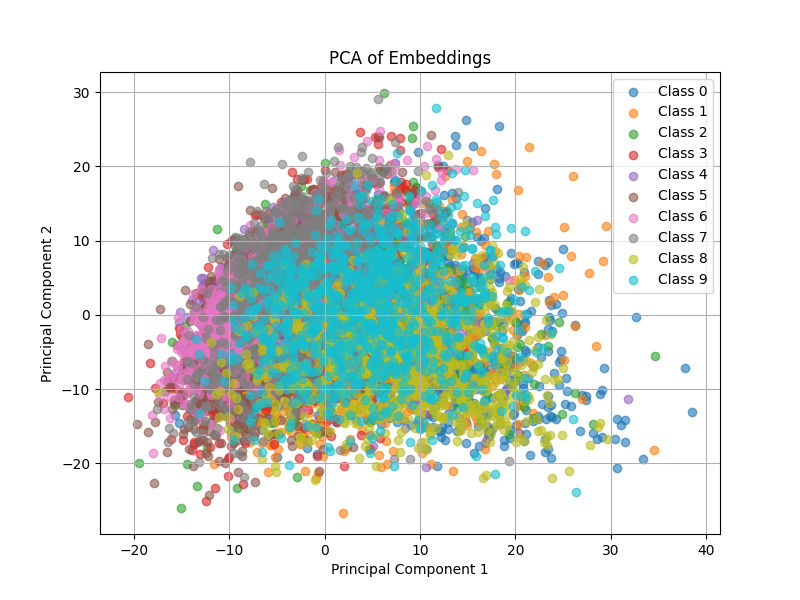 PCA of Embeddings
Class 0
Class 1
Class 2
Class 3
Class 4
Class 5
Class 6
Class 7
Class 8
Class 9
30
20
10
0
−10
−20
Principal Component 2
−20 −10 0 10 20 30 40
Principal Component 1